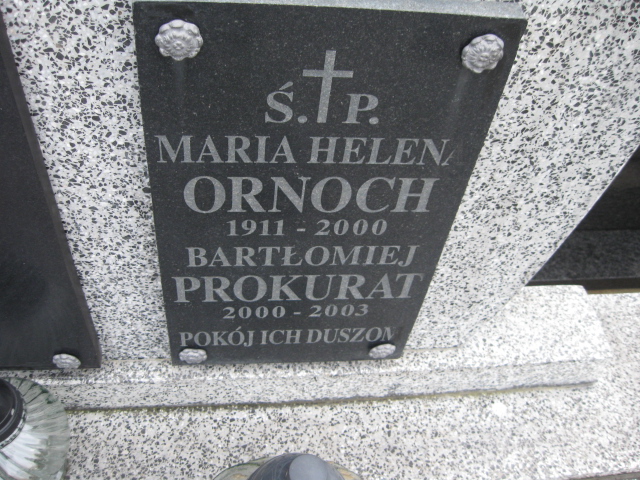 Ś. P.
MARIA HELENA
ORNOCH
1911 - 2000
BARTŁOMIEJ
PROKURAT
2000 - 2003
POKÓJ ICH DUSZOM